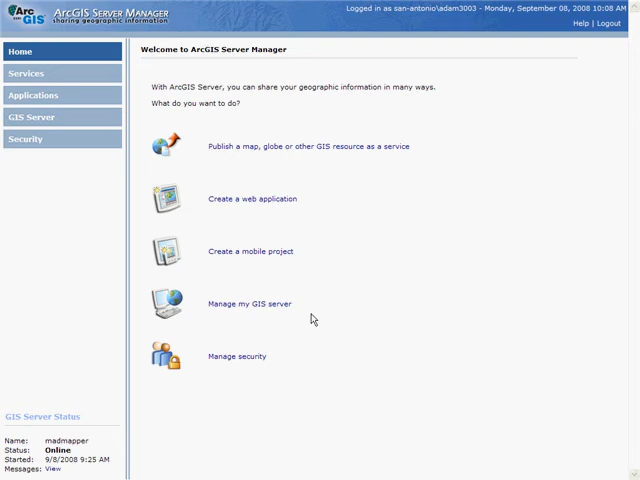 Arc GIS ArcGIS Server Manager
sharing geographic information
Logged in as san-antonio\adam3003 - Monday, September 08, 2008 10:08 AM
Help | Logout
Home
Services
Applications
GIS Server
Security
Welcome to ArcGIS Server Manager
With ArcGIS Server, you can share your geographic information in many ways.
What do you want to do?
Publish a map, globe or other GIS resource as a service
Create a web application
Create a mobile project
Manage my GIS server
Manage security
GIS Server Status
Name: madmapper
Status: Online
Started: 9/8/2008 9:25 AM
Messages: View